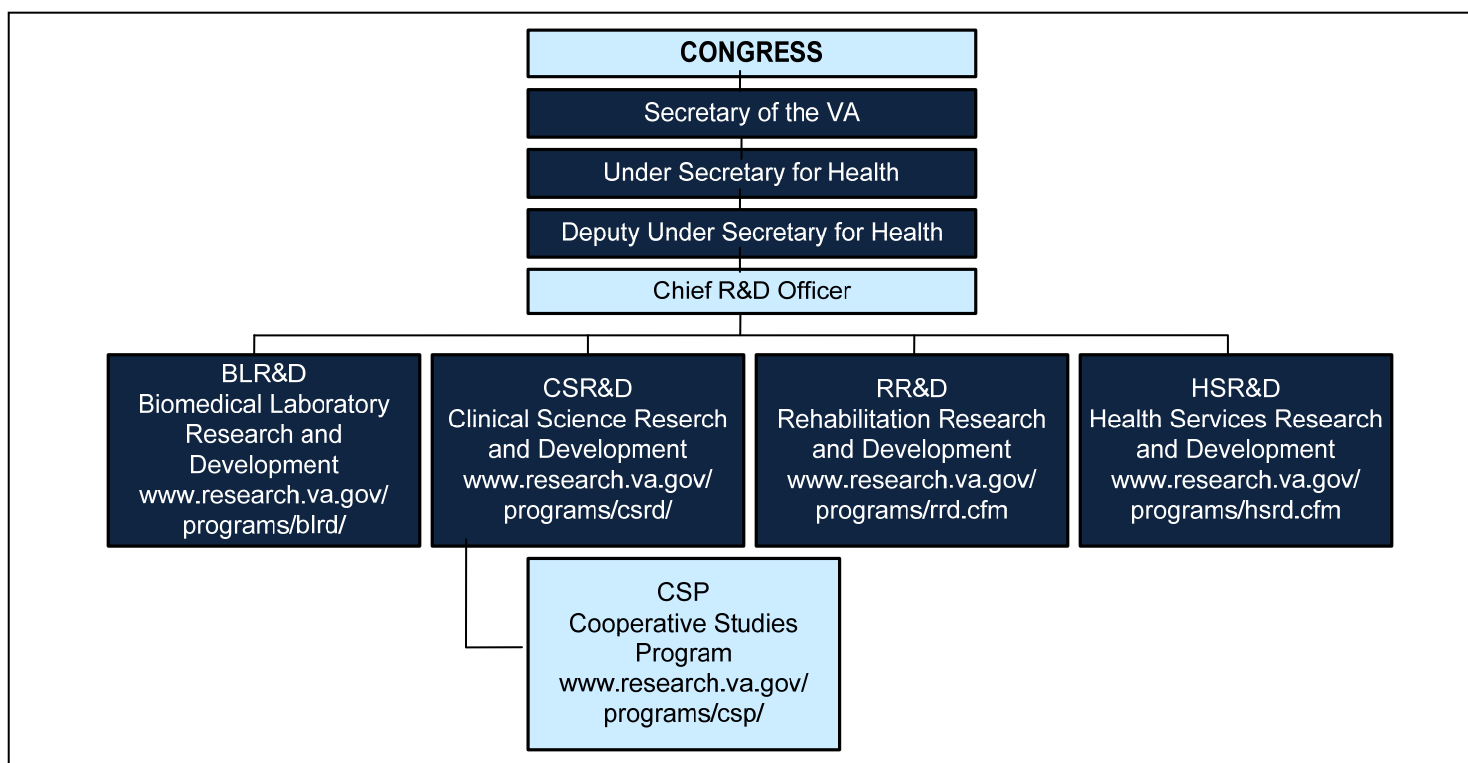 CONGRESS
Secretary of the VA
Under Secretary for Health
Deputy Under Secretary for Health
Chief R&D Officer
BLR&D
Biomedical Laboratory
Research and
Development
www.research.va.gov/
programs/blrd/
CSR&D
Clinical Science Reserch
and Development
www.research.va.gov/
programs/csrd/
RR&D
Rehabilitation Research
and Development
www.research.va.gov/
programs/rrd.cfm
HSR&D
Health Services Research
and Development
www.research.va.gov/
programs/hsrd.cfm
CSP
Cooperative Studies
Program
www.research.va.gov/
programs/csp/